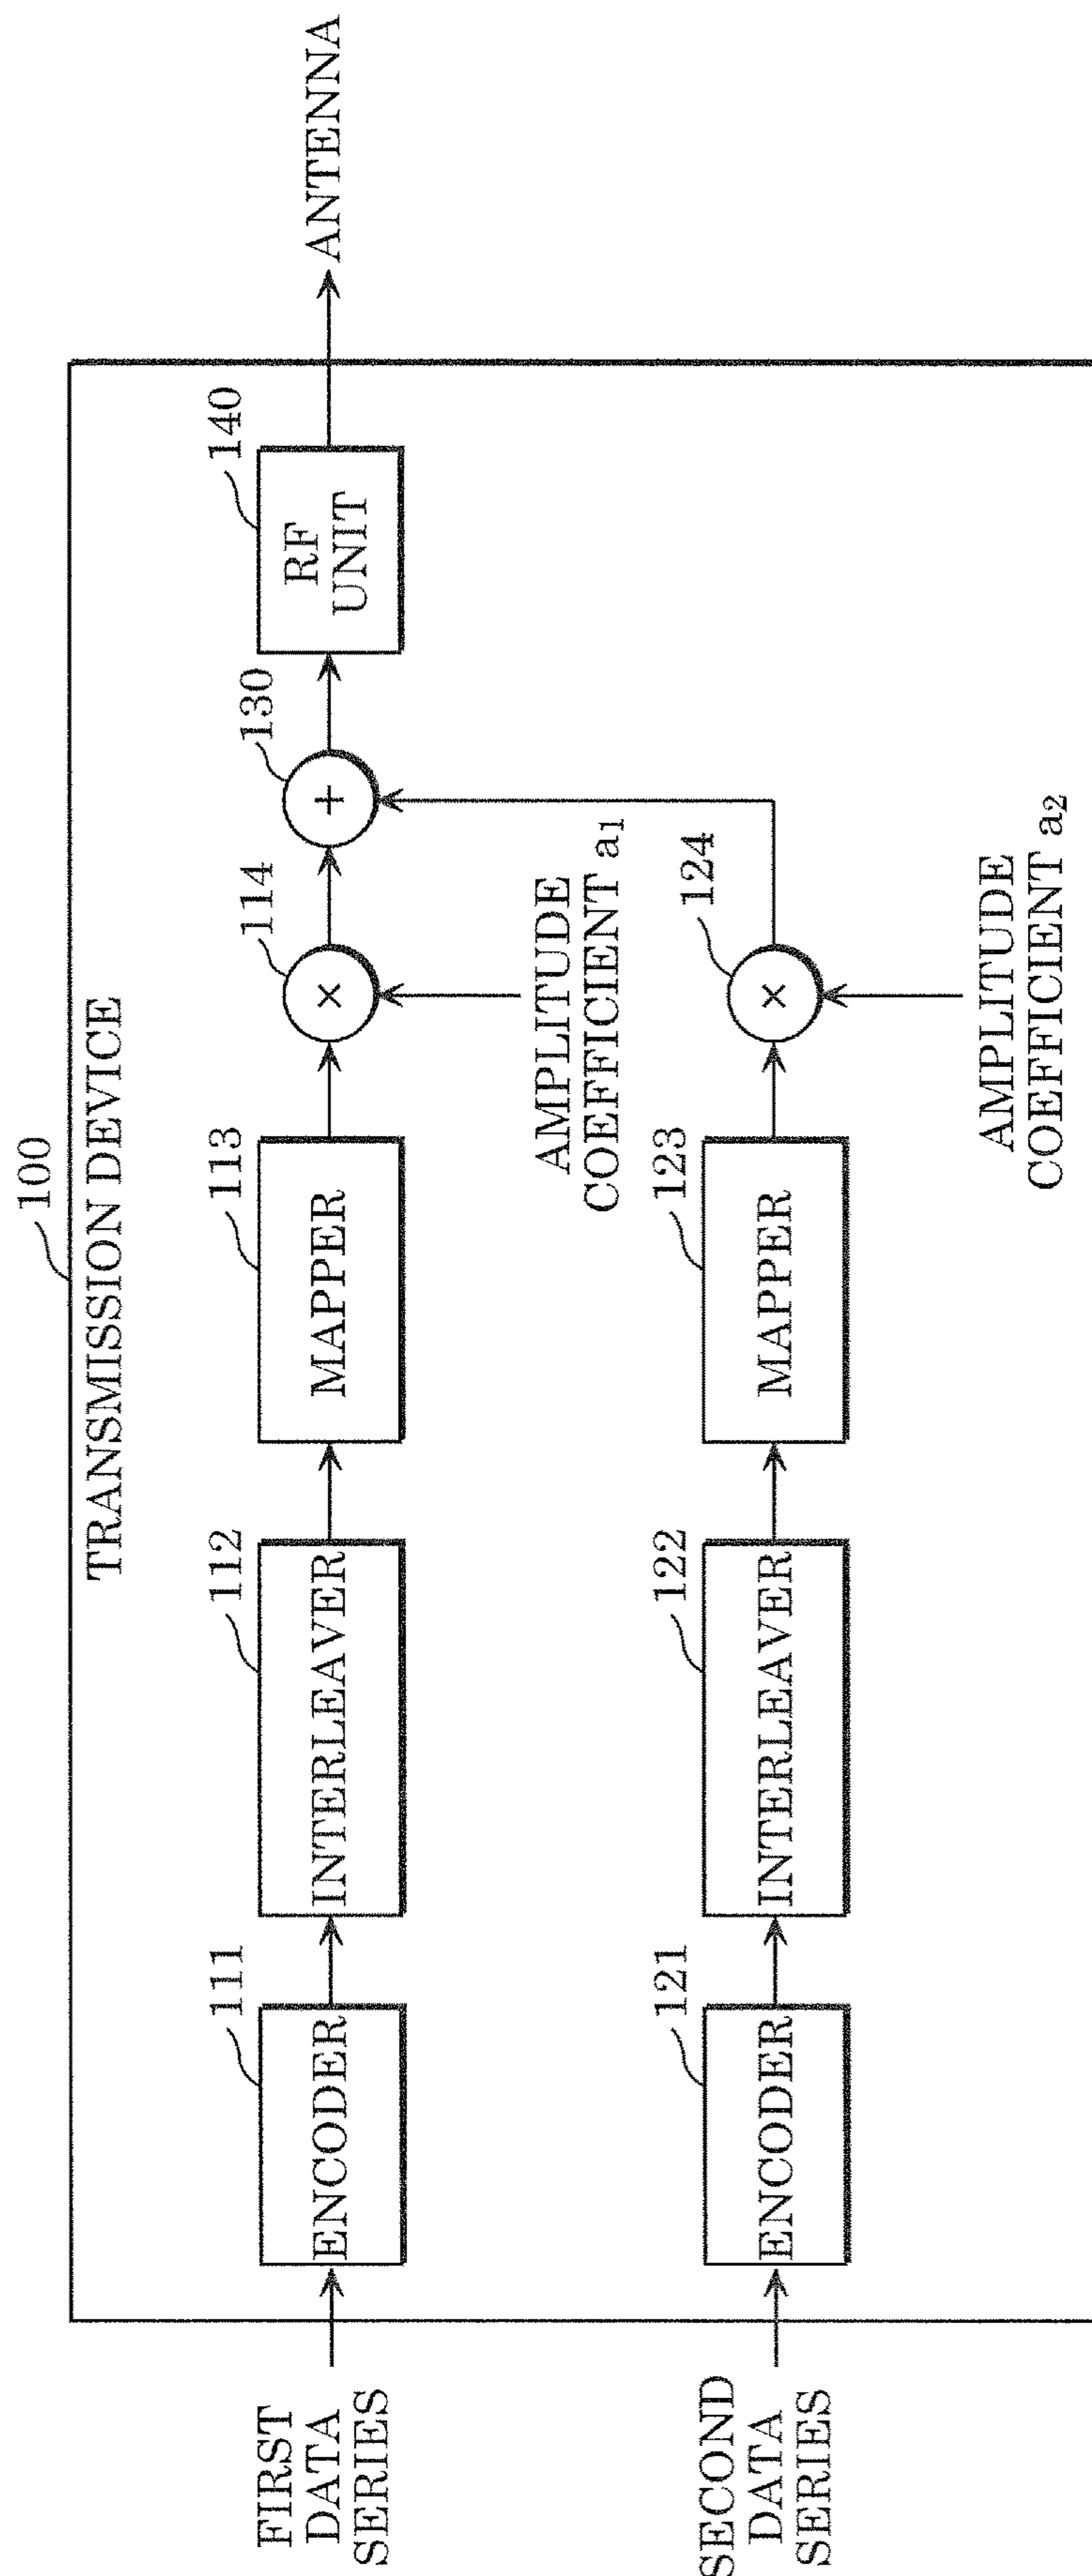 100
TRANSMISSION DEVICE
FIRST
DATA
SERIES
111
ENCODER
112
INTERLEAVER
113
MAPPER
114
×
AMPLITUDE
COEFFICIENT a₁
130
+
140
RF
UNIT
ANTENNA
SECOND
DATA
SERIES
121
ENCODER
122
INTERLEAVER
123
MAPPER
124
×
AMPLITUDE
COEFFICIENT a₂